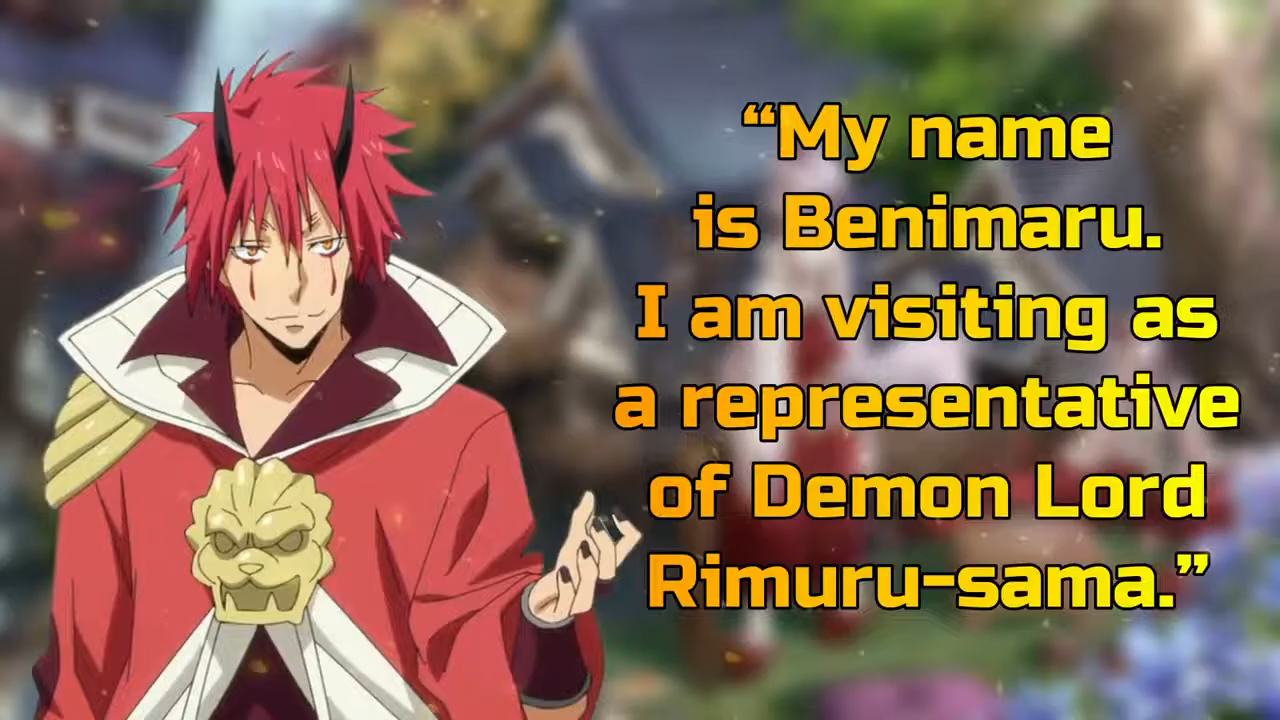 “My name
is Benimaru.
I am visiting as
a representative
of Demon Lord
Rimuru-sama.”